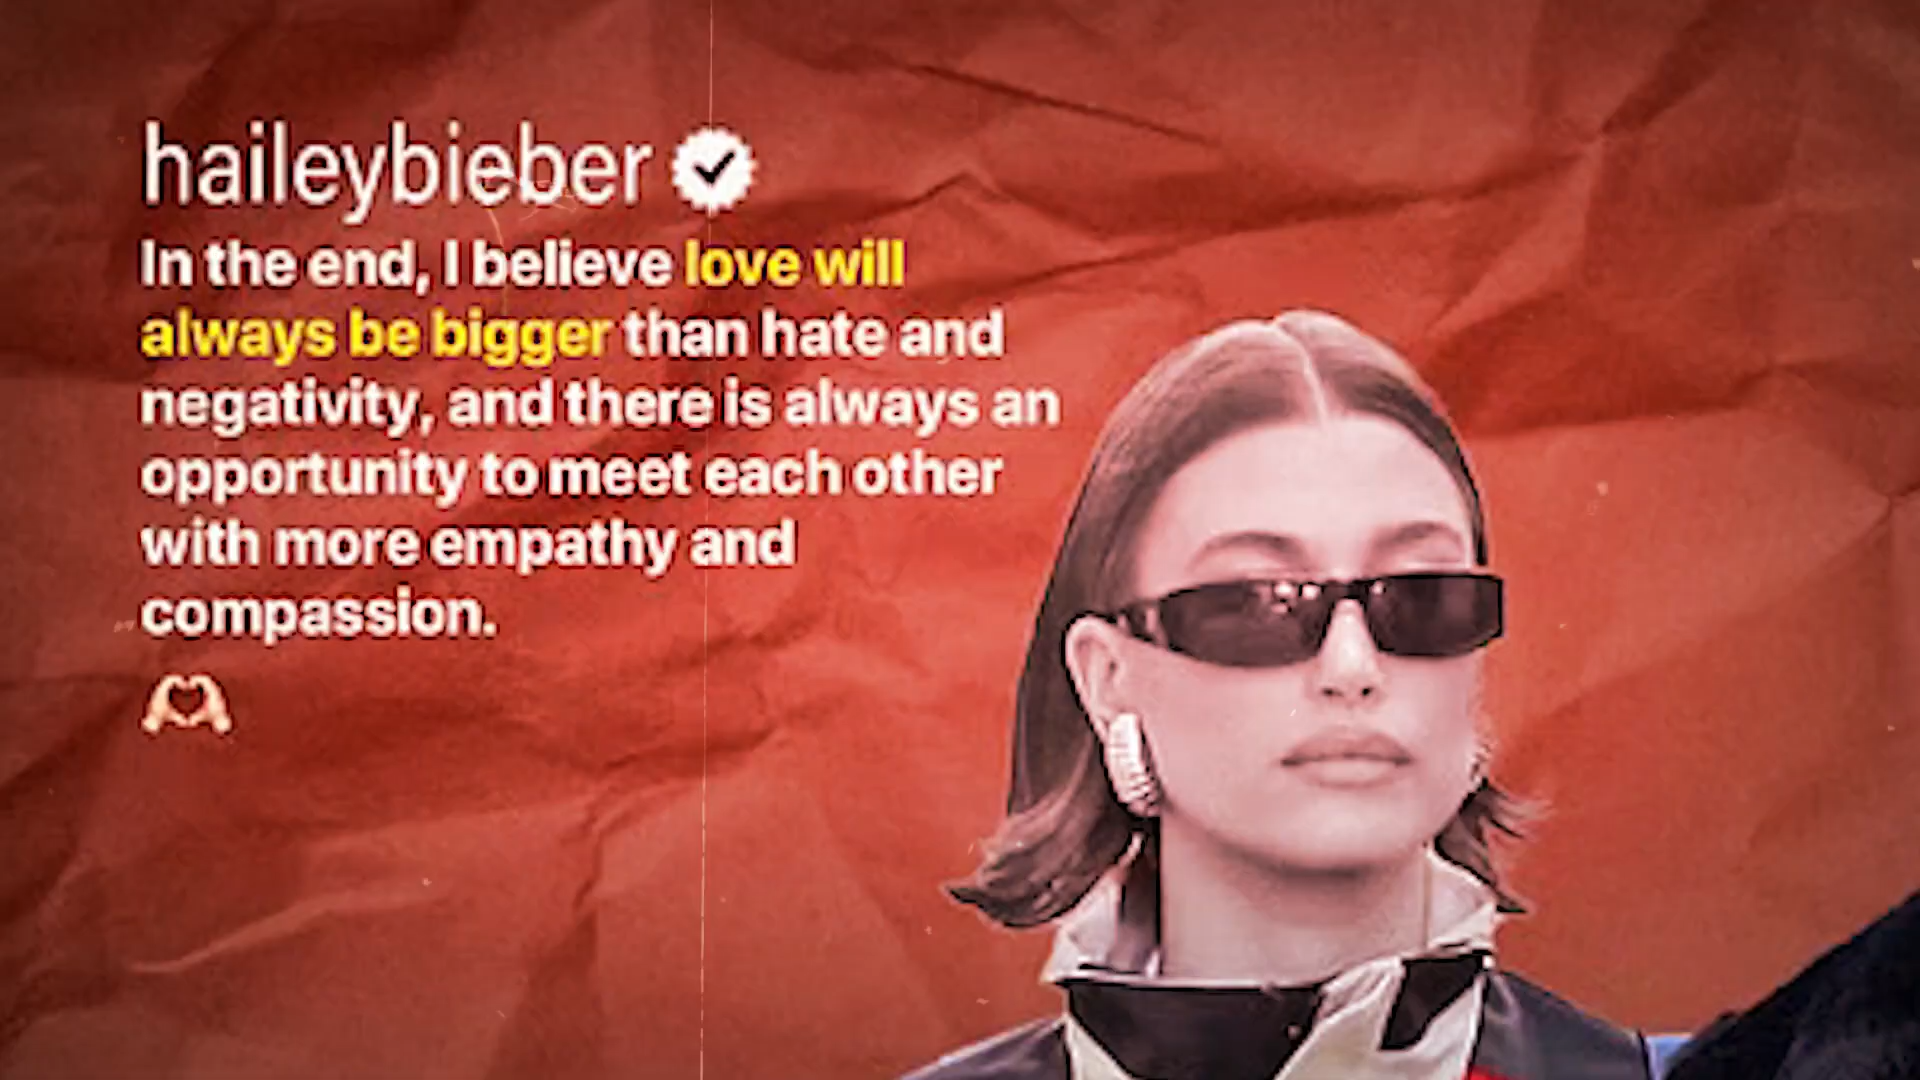 haileybieber
In the end, I believe love will
always be bigger than hate and
negativity, and there is always an
opportunity to meet each other
with more empathy and
compassion.
🫶🏼